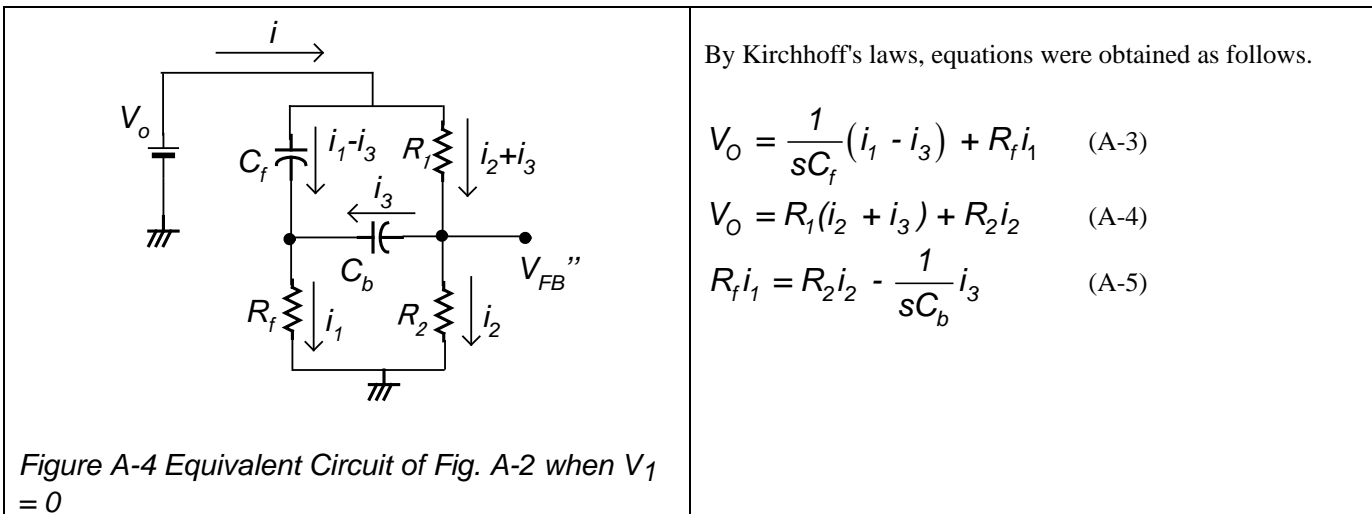 i
V_o
C_f
i_1-i_3
R_1
i_2+i_3
i_3
C_b
V_FB’’
R_f
i_1
R_2
i_2
Figure A-4 Equivalent Circuit of Fig. A-2 when V_1
= 0
By Kirchhoff's laws, equations were obtained as follows.
V_O = \frac{1}{sC_f}(i_1 - i_3) + R_f i_1 (A-3)
V_O = R_1(i_2 + i_3) + R_2 i_2 (A-4)
R_f i_1 = R_2 i_2 - \frac{1}{sC_b} i_3 (A-5)